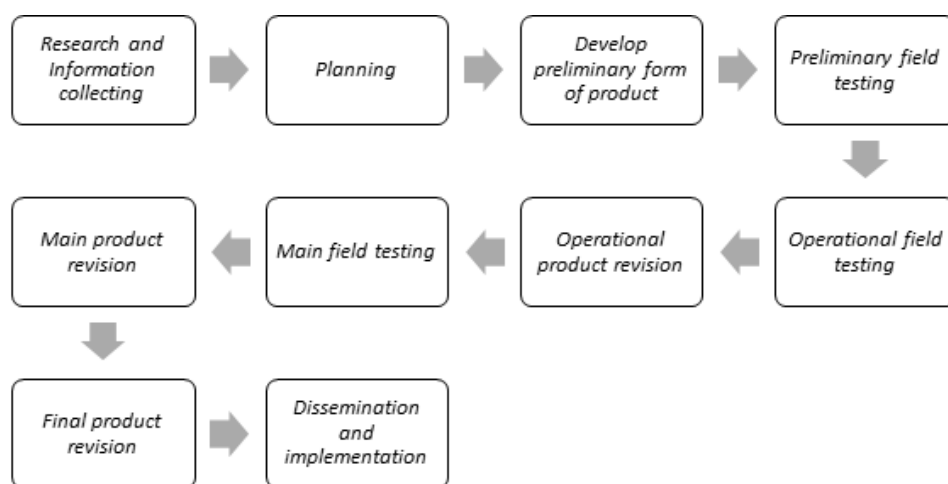 Research and
Information
collecting
Planning
Develop
preliminary form
of product
Preliminary field
testing
Operational field
testing
Operational
product revision
Main field testing
Main product
revision
Final product
revision
Dissemination
and
implementation